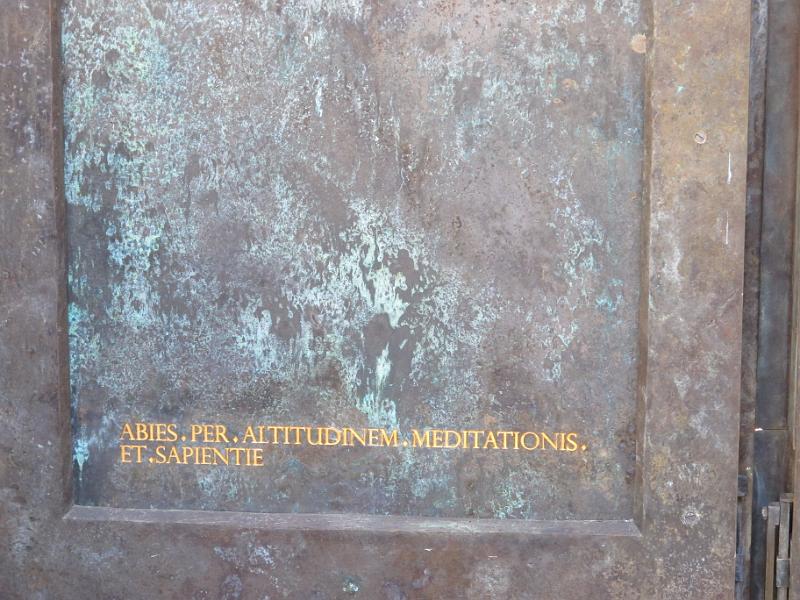 ABIES. PER. ALTITUDINEM. MEDITATIONIS.
ET. SAPIENTIE